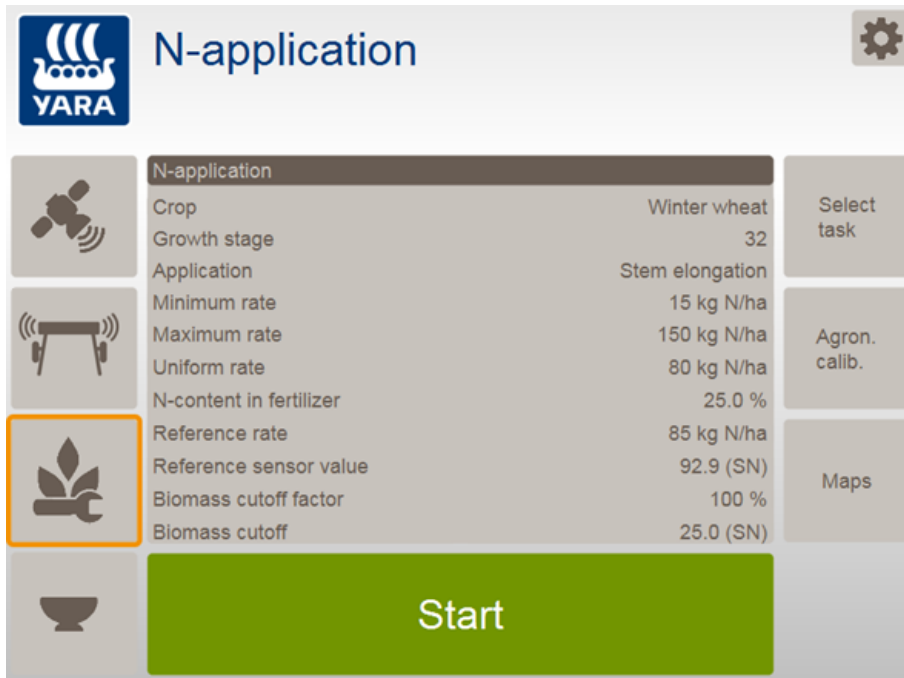 YARA
N-application
N-application
Crop Winter wheat
Growth stage 32
Application Stem elongation
Minimum rate 15 kg N/ha
Maximum rate 150 kg N/ha
Uniform rate 80 kg N/ha
N-content in fertilizer 25.0 %
Reference rate 85 kg N/ha
Reference sensor value 92.9 (SN)
Biomass cutoff factor 100 %
Biomass cutoff 25.0 (SN)
Select
task
Agron.
calib.
Maps
Start